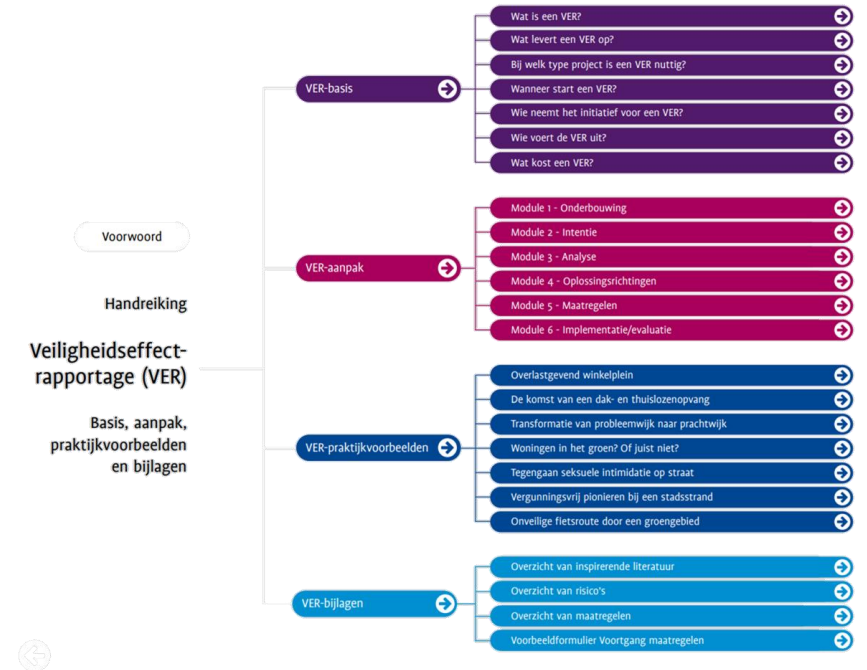 Voorwoord
Handreiking
Veiligheidseffect-
rapportage (VER)
Basis, aanpak,
praktijkvoorbeelden
en bijlagen
VER-basis
Wat is een VER?
Wat levert een VER op?
Bij welk type project is een VER nuttig?
Wanneer start een VER?
Wie neemt het initiatief voor een VER?
Wie voert de VER uit?
Wat kost een VER?
VER-aanpak
Module 1 - Onderbouwing
Module 2 - Intentie
Module 3 - Analyse
Module 4 - Oplossingsrichtingen
Module 5 - Maatregelen
Module 6 - Implementatie/evaluatie
VER-praktijkvoorbeelden
Overlastgevend winkelplein
De komst van een dak- en thuislozenopvang
Transformatie van probleemwijk naar prachtwijk
Woningen in het groen? Of juist niet?
Tegengaan seksuele intimidatie op straat
Vergunningsvrij pionieren bij een stadsstrand
Onveilige fietsroute door een groengebied
VER-bijlagen
Overzicht van inspirerende literatuur
Overzicht van risico's
Overzicht van maatregelen
Voorbeeldformulier Voortgang maatregelen